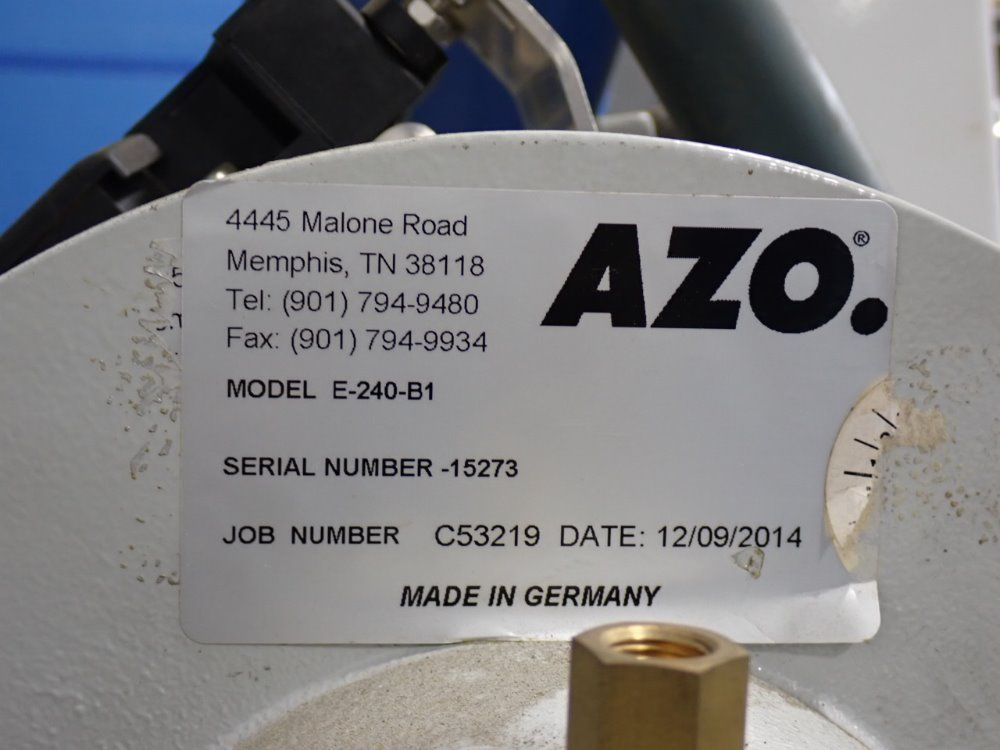 4445 Malone Road
Memphis, TN 38118
Tel: (901) 794-9480
Fax: (901) 794-9934
AZO.®
MODEL E-240-B1
SERIAL NUMBER -15273
JOB NUMBER C53219 DATE: 12/09/2014
MADE IN GERMANY